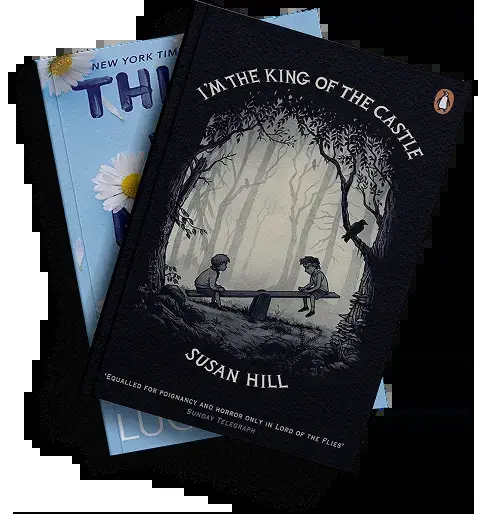 NEW YORK TIM
TH
I'M THE KING OF THE CASTLE
SUSAN HILL
'EQUALLED FOR POIGNANCY AND HORROR ONLY IN LORD OF THE FLIES'
SUNDAY TELEGRAPH
LUC